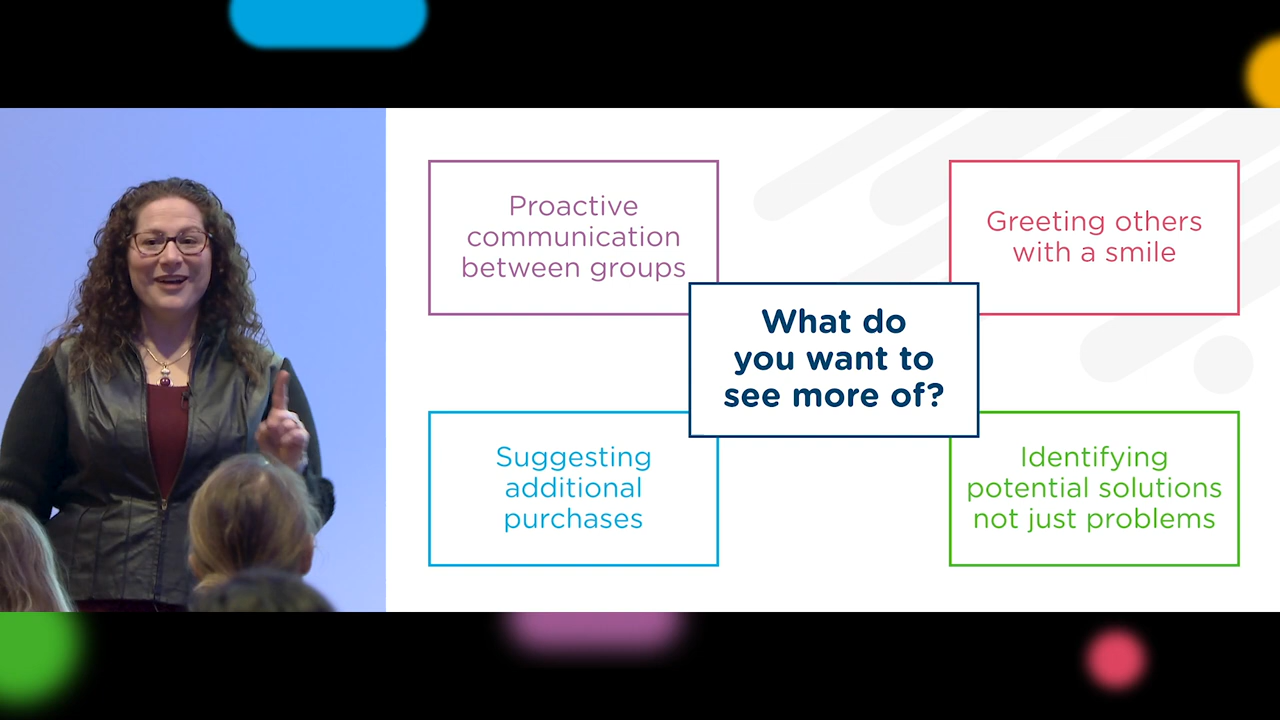 Proactive
communication
between groups
Greeting others
with a smile
What do
you want to
see more of?
Suggesting
additional
purchases
Identifying
potential solutions
not just problems